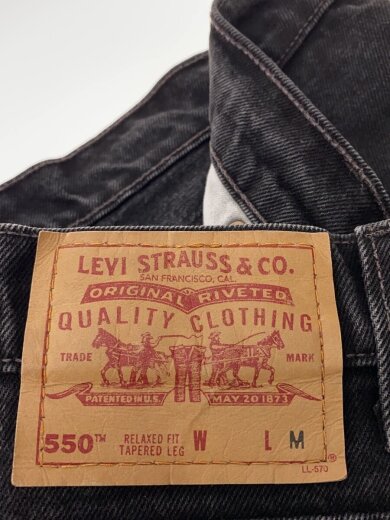 LEVI STRAUSS & CO.
SAN FRANCISCO, CAL.
ORIGINAL RIVETED
QUALITY CLOTHING
TRADE MARK
PATENTED IN U.S. MAY 20 1873
550™ RELAXED FIT TAPERED LEG W L M
®
LL-570